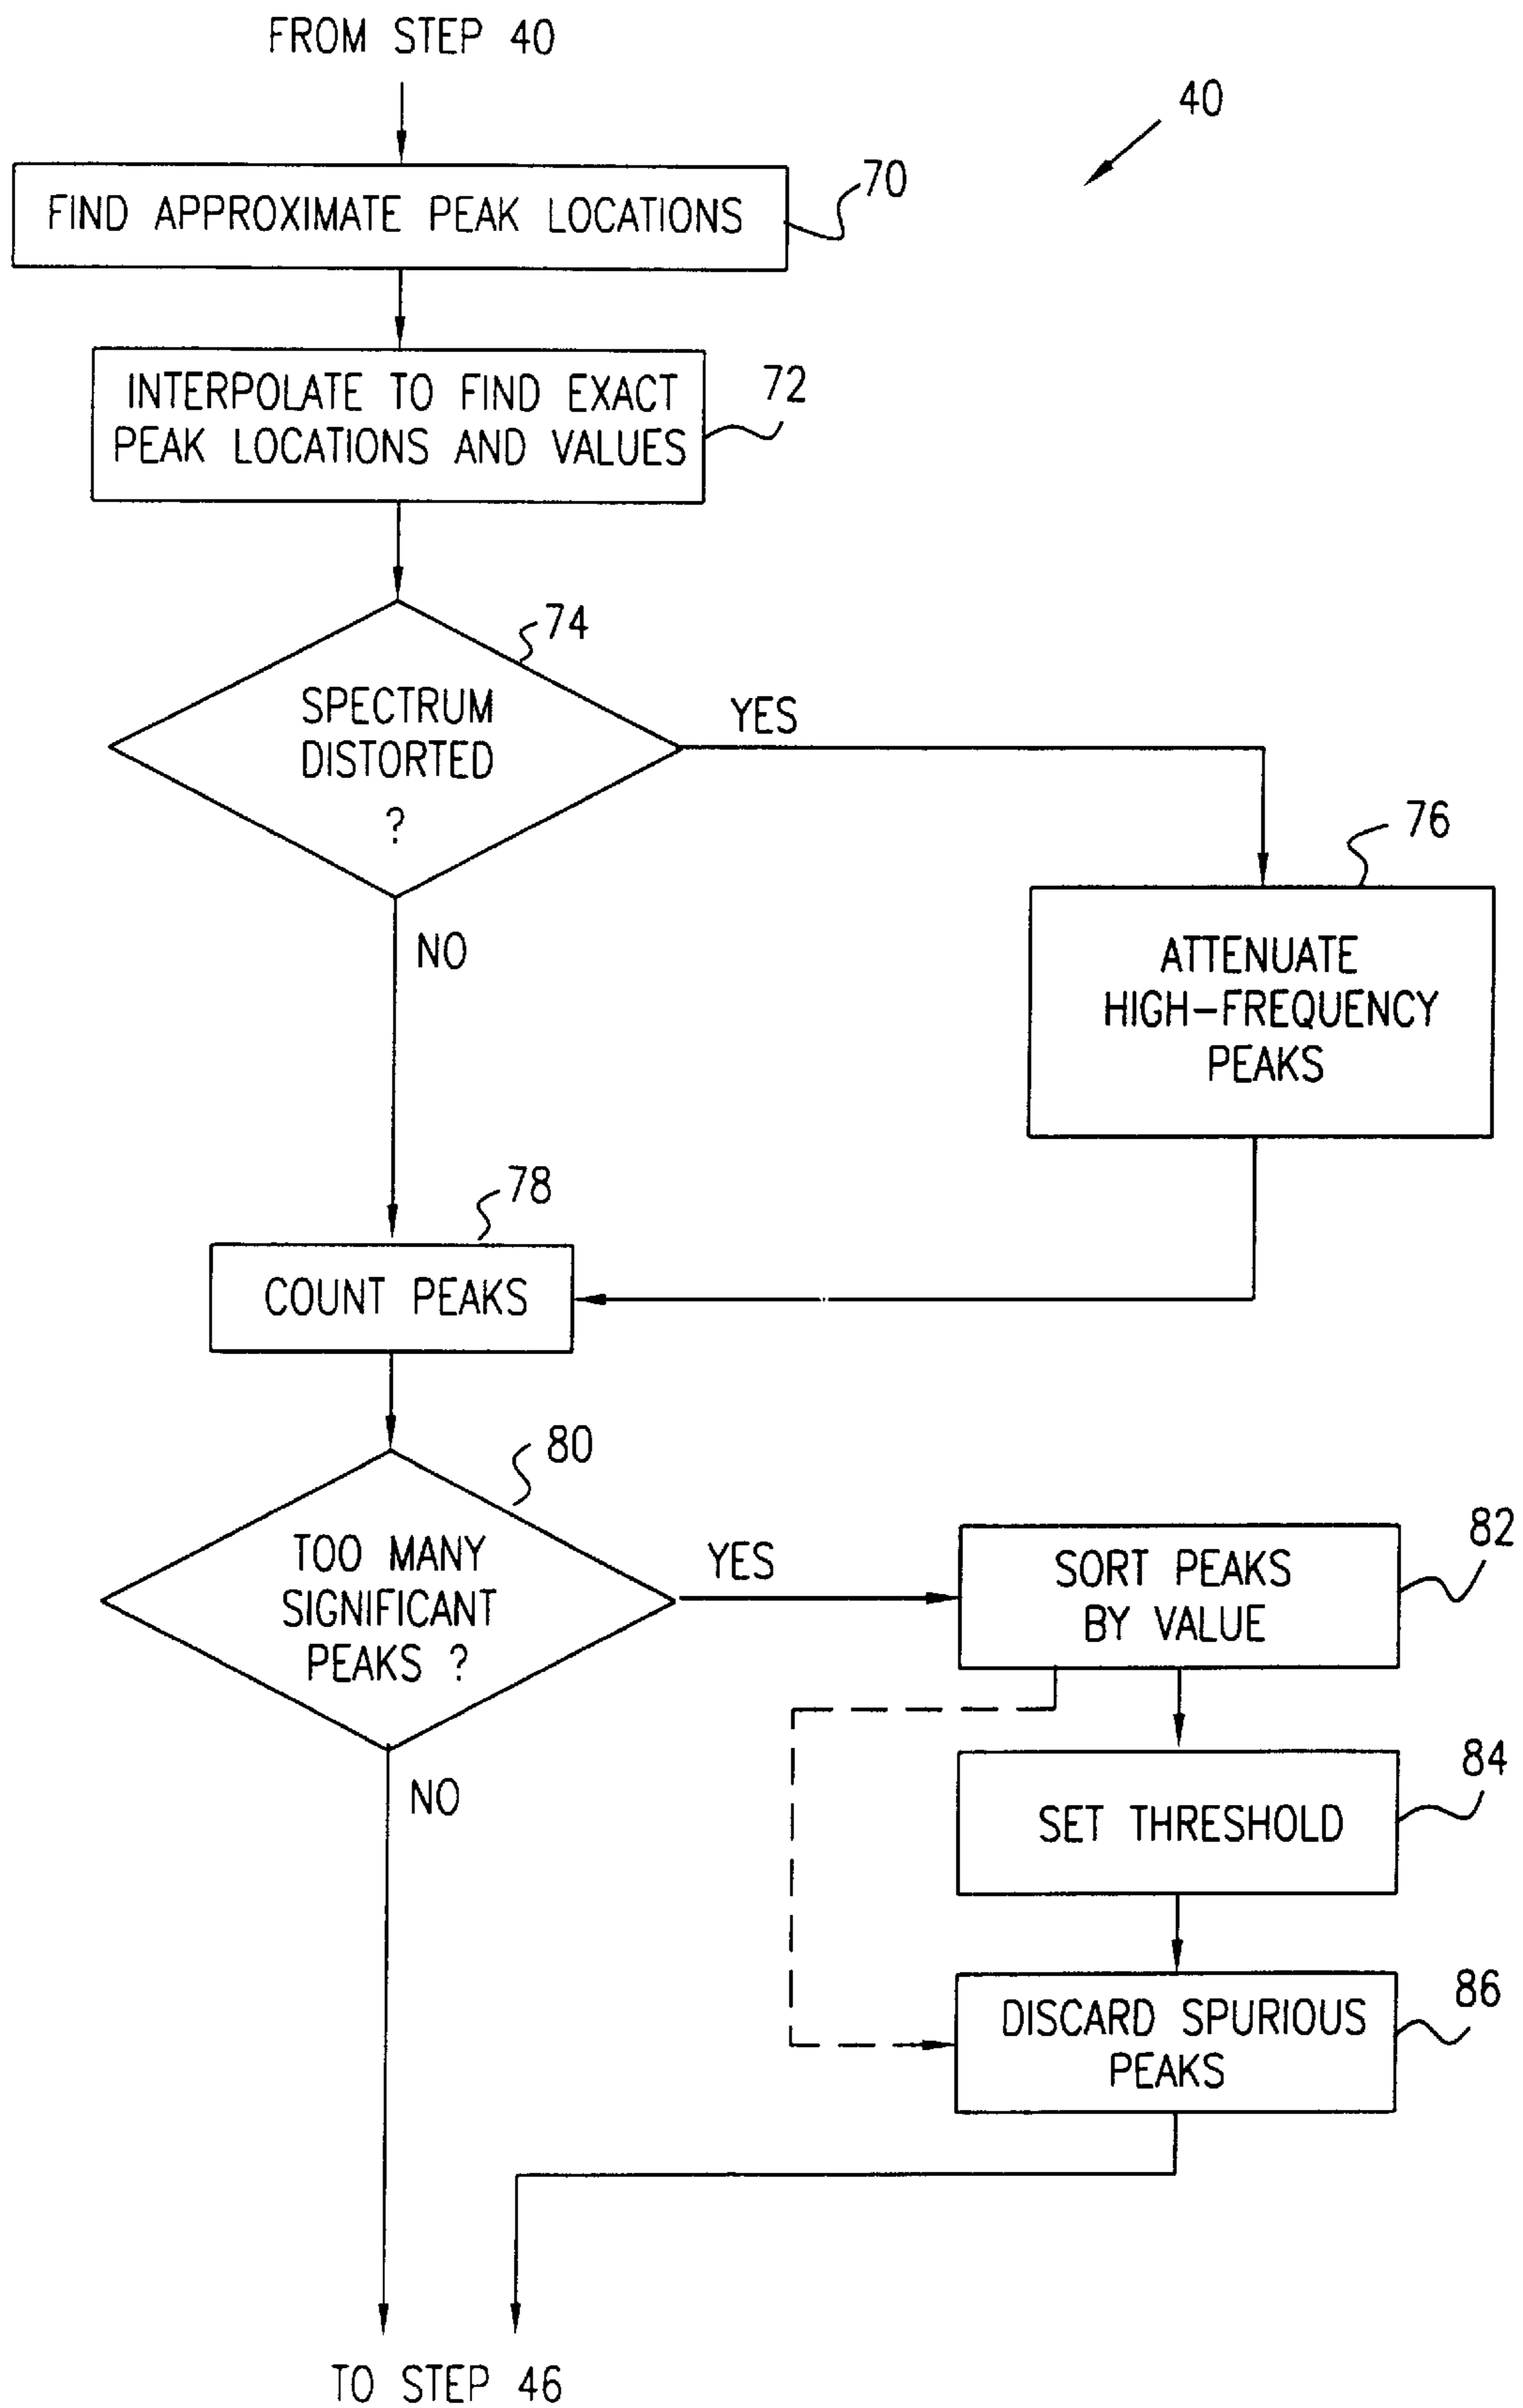 FROM STEP 40
40
FIND APPROXIMATE PEAK LOCATIONS
70
INTERPOLATE TO FIND EXACT
PEAK LOCATIONS AND VALUES
72
SPECTRUM
DISTORTED
?
74
YES
NO
76
ATTENUATE
HIGH-FREQUENCY
PEAKS
78
COUNT PEAKS
80
TOO MANY
SIGNIFICANT
PEAKS ?
YES
NO
82
SORT PEAKS
BY VALUE
84
SET THRESHOLD
86
DISCARD SPURIOUS
PEAKS
TO STEP 46